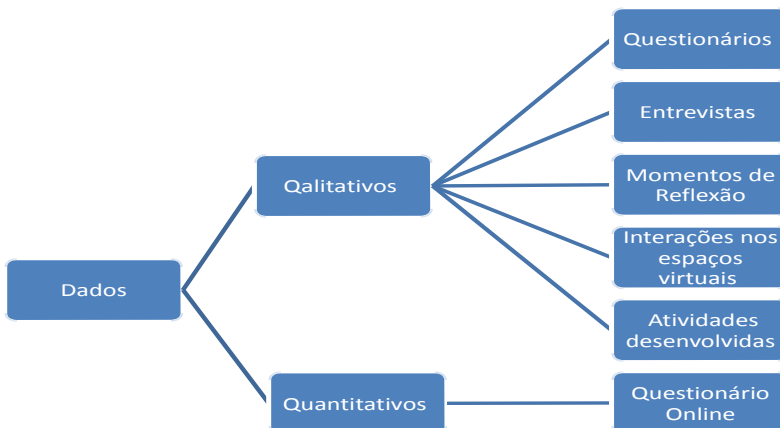 Dados
Qalitativos
Quantitativos
Questionários
Entrevistas
Momentos de
Reflexão
Interações nos
espaços
virtuais
Atividades
desenvolvidas
Questionário
Online